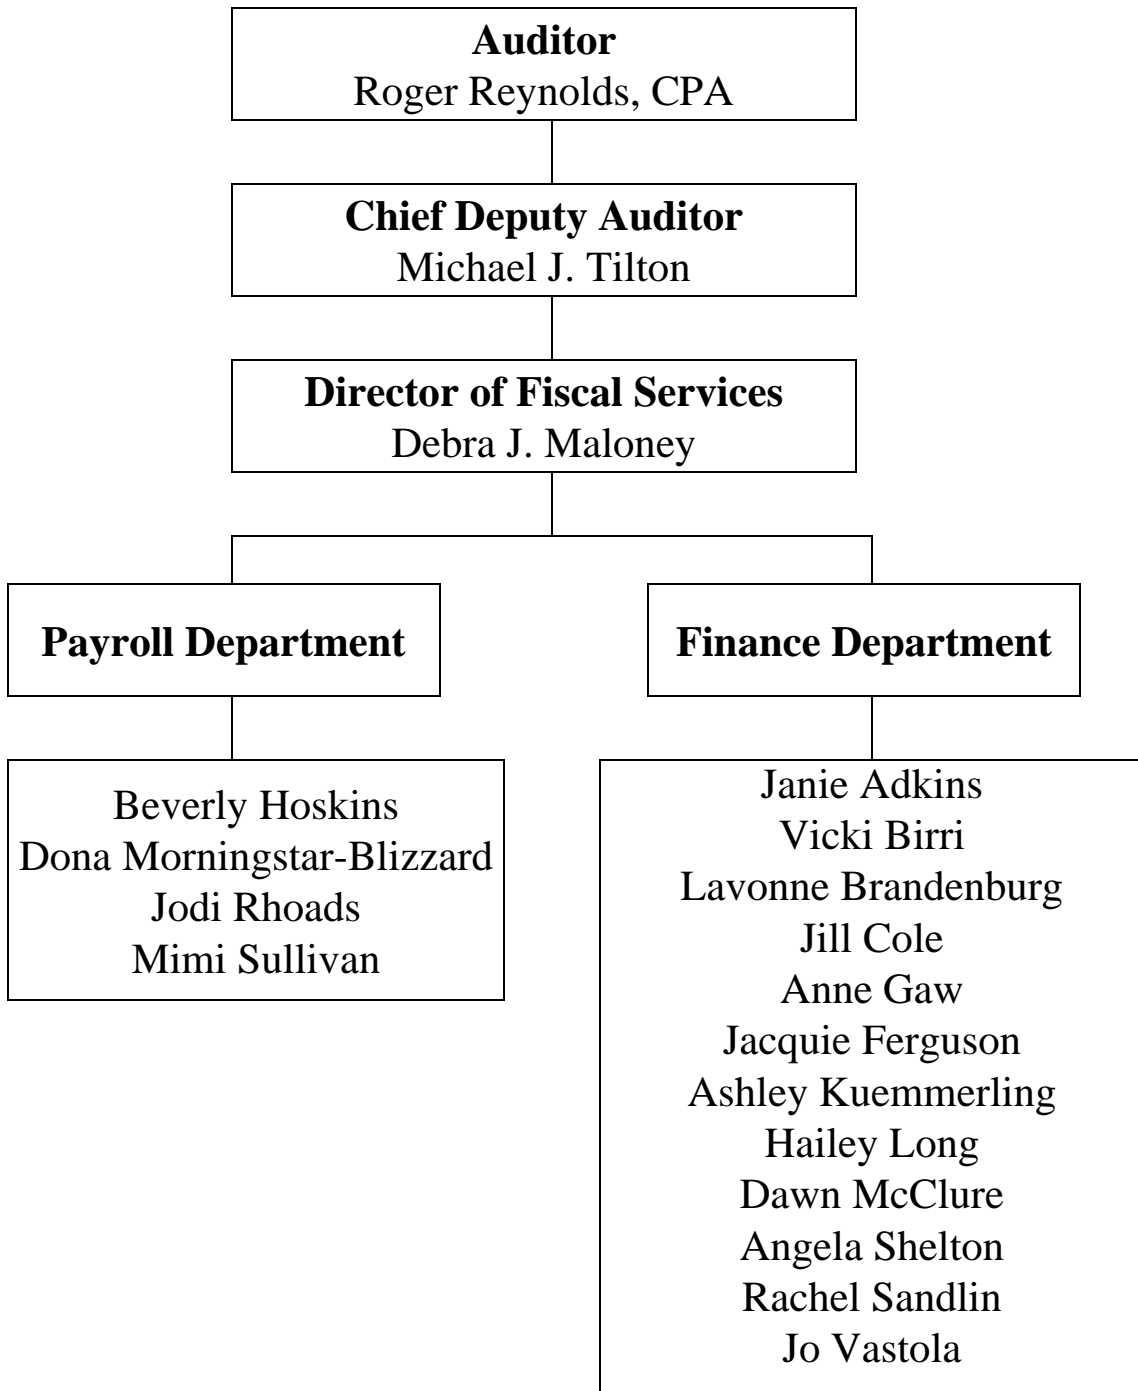 Auditor
Roger Reynolds, CPA
Chief Deputy Auditor
Michael J. Tilton
Director of Fiscal Services
Debra J. Maloney
Payroll Department
Finance Department
Beverly Hoskins
Dona Morningstar-Blizzard
Jodi Rhoads
Mimi Sullivan
Janie Adkins
Vicki Birri
Lavonne Brandenburg
Jill Cole
Anne Gaw
Jacquie Ferguson
Ashley Kuemmerling
Hailey Long
Dawn McClure
Angela Shelton
Rachel Sandlin
Jo Vastola